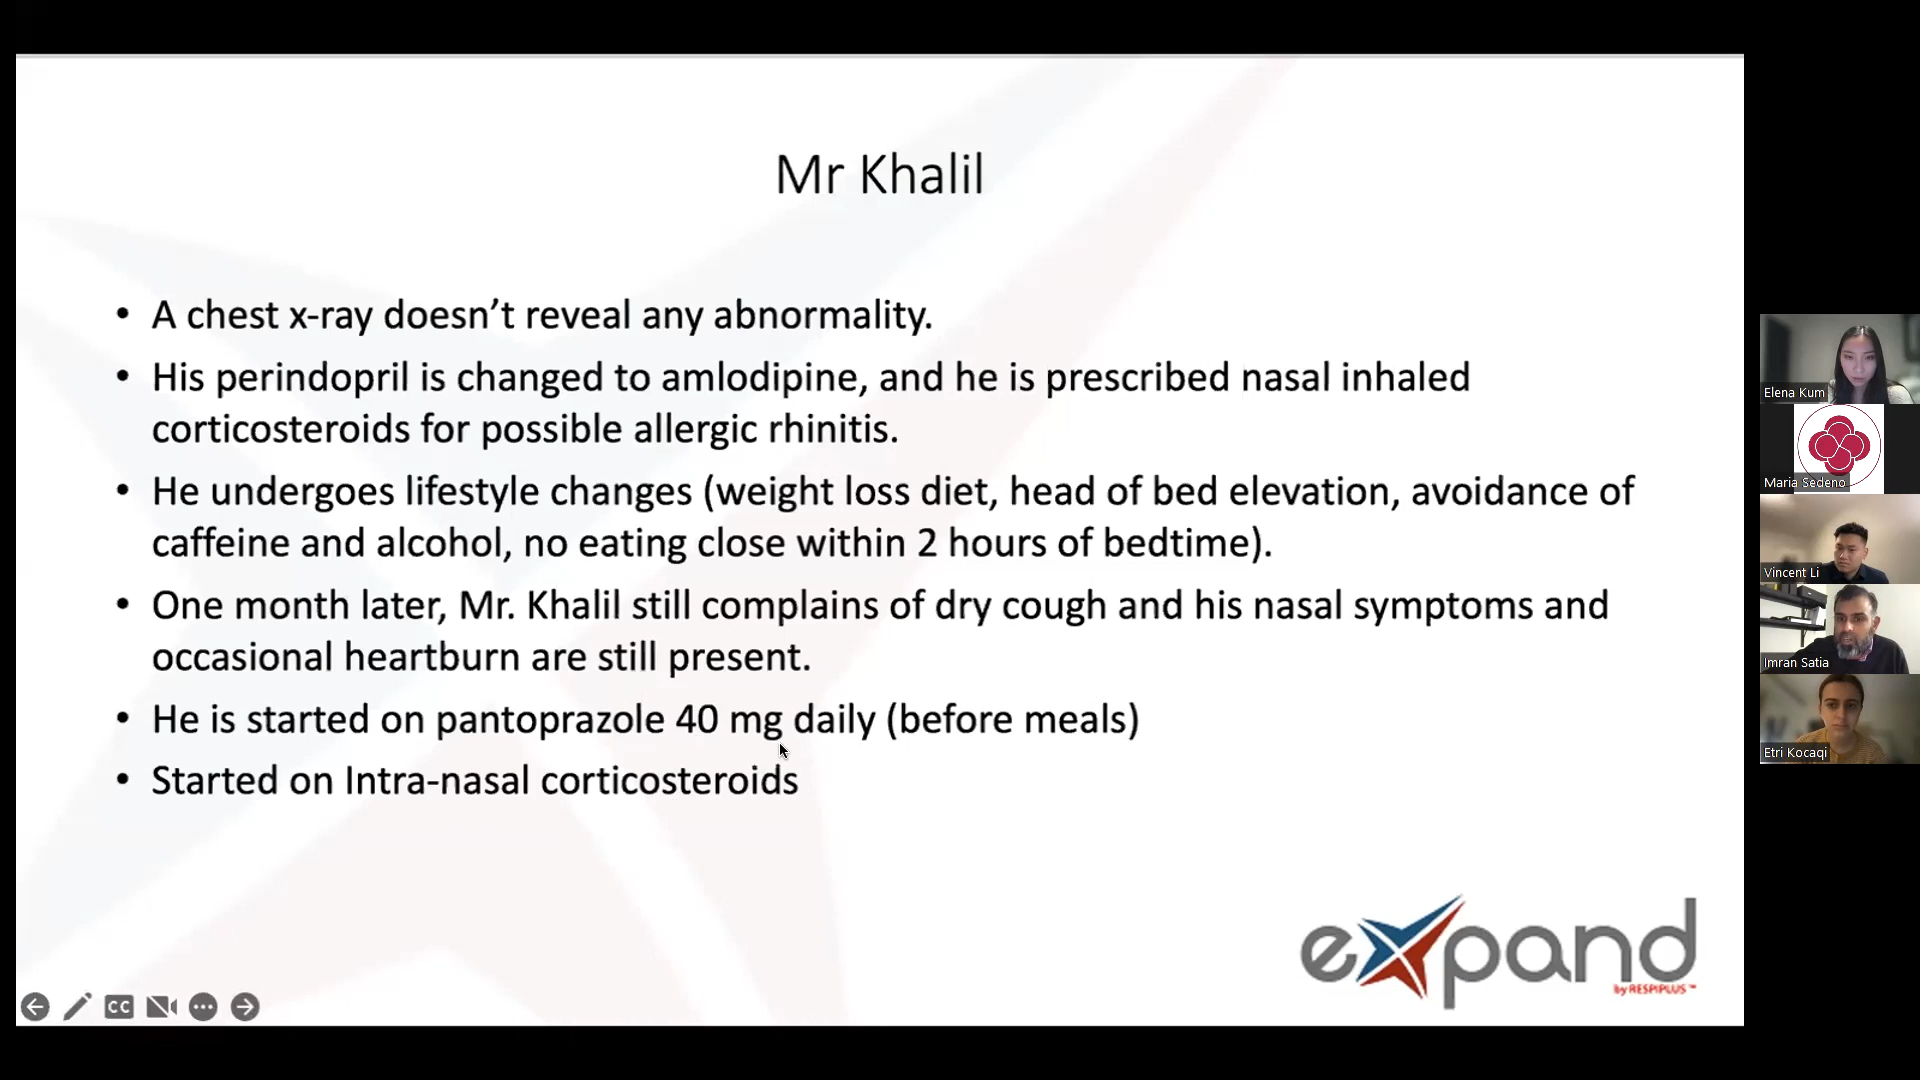 Mr Khalil
• A chest x-ray doesn’t reveal any abnormality.
• His perindopril is changed to amlodipine, and he is prescribed nasal inhaled
corticosteroids for possible allergic rhinitis.
• He undergoes lifestyle changes (weight loss diet, head of bed elevation, avoidance of
caffeine and alcohol, no eating close within 2 hours of bedtime).
• One month later, Mr. Khalil still complains of dry cough and his nasal symptoms and
occasional heartburn are still present.
• He is started on pantoprazole 40 mg daily (before meals)
• Started on Intra-nasal corticosteroids
expand
by RESPIPLUS™
CC
Elena Kum
Maria Sedeno
Vincent Li
Imran Satia
Etri Kocaqi